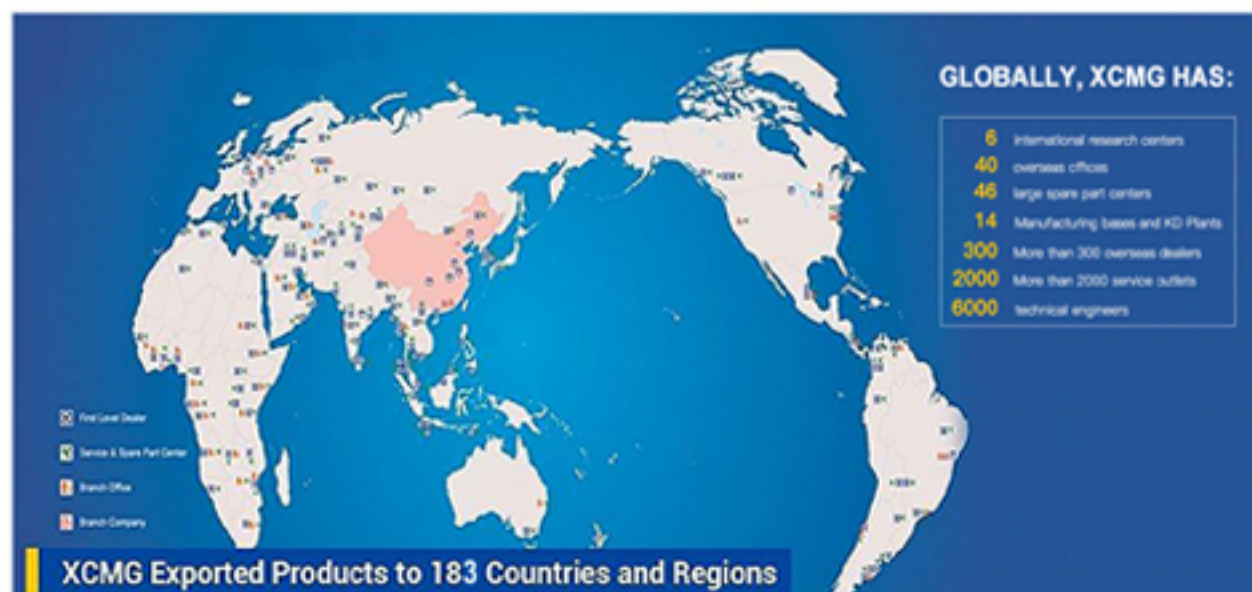 GLOBALLY, XCMG HAS:
6 International research centers
40 overseas offices
46 large spare part centers
14 Manufacturing bases and KD Plants
300 More than 300 overseas dealers
2000 More than 2000 service outlets
6000 technical engineers
First Level Dealer
Service & Spare Part Center
Branch Office
Branch Company
XCMG Exported Products to 183 Countries and Regions